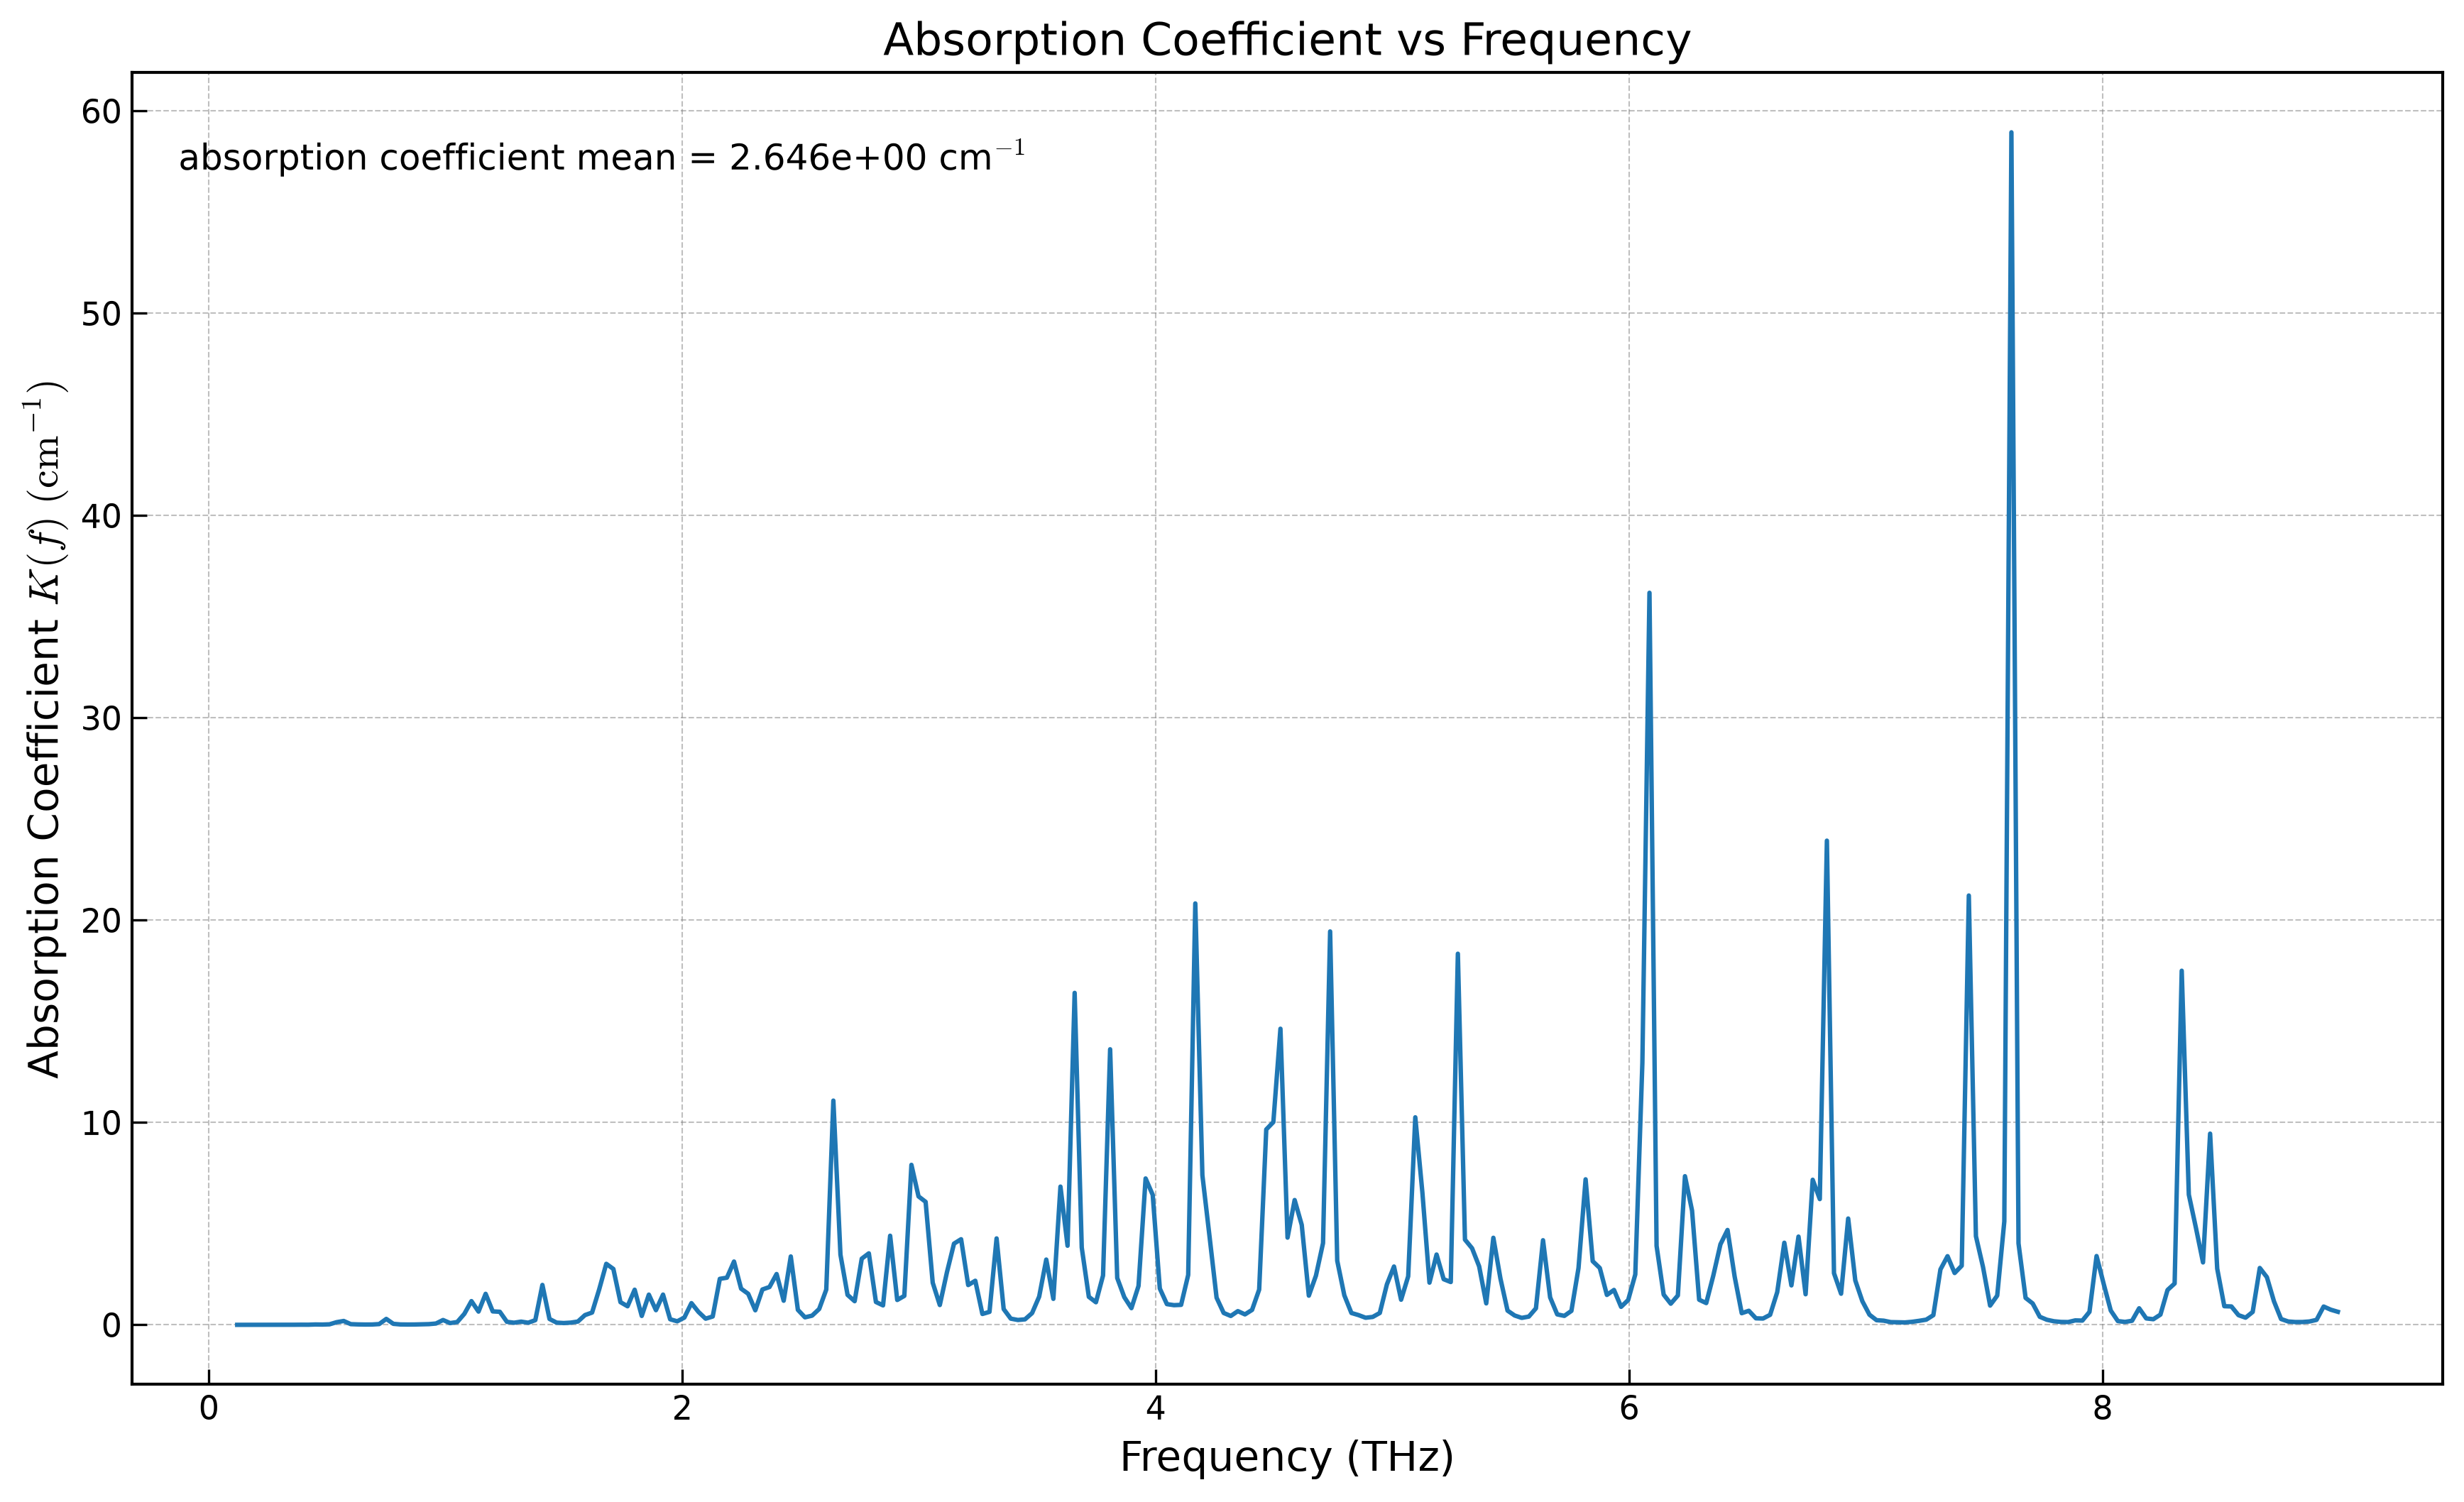 Absorption Coefficient vs Frequency
absorption coefficient mean = 2.646e+00 cm⁻¹
Absorption Coefficient K(f) (cm⁻¹)
60
50
40
30
20
10
0
0 2 4 6 8
Frequency (THz)